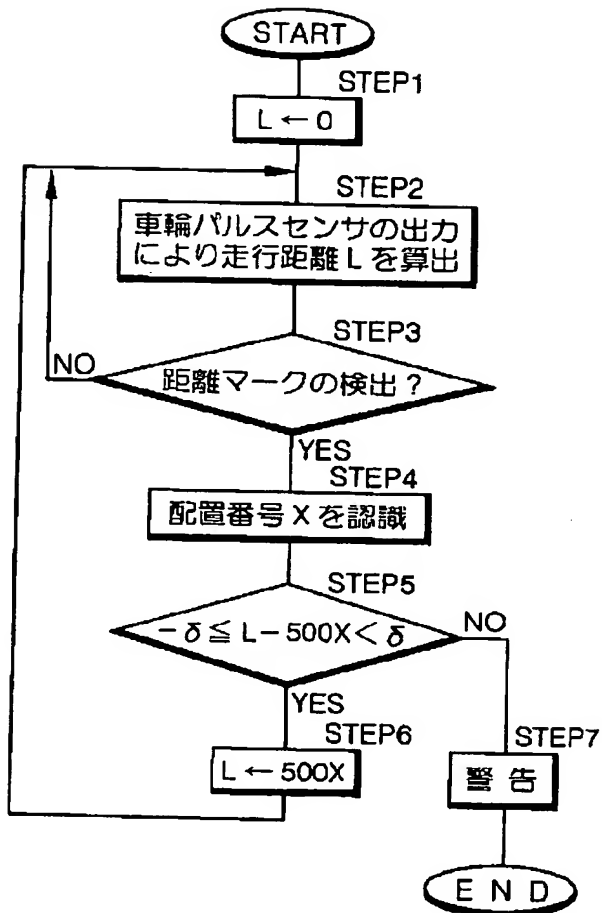 START
STEP1
L ← 0
STEP2
車輪パルスセンサの出力
により走行距離Lを算出
STEP3
距離マークの検出?
NO
YES
STEP4
配置番号Xを認識
STEP5
-δ≦L-500X<δ
NO
YES
STEP6
L ← 500X
STEP7
警告
END